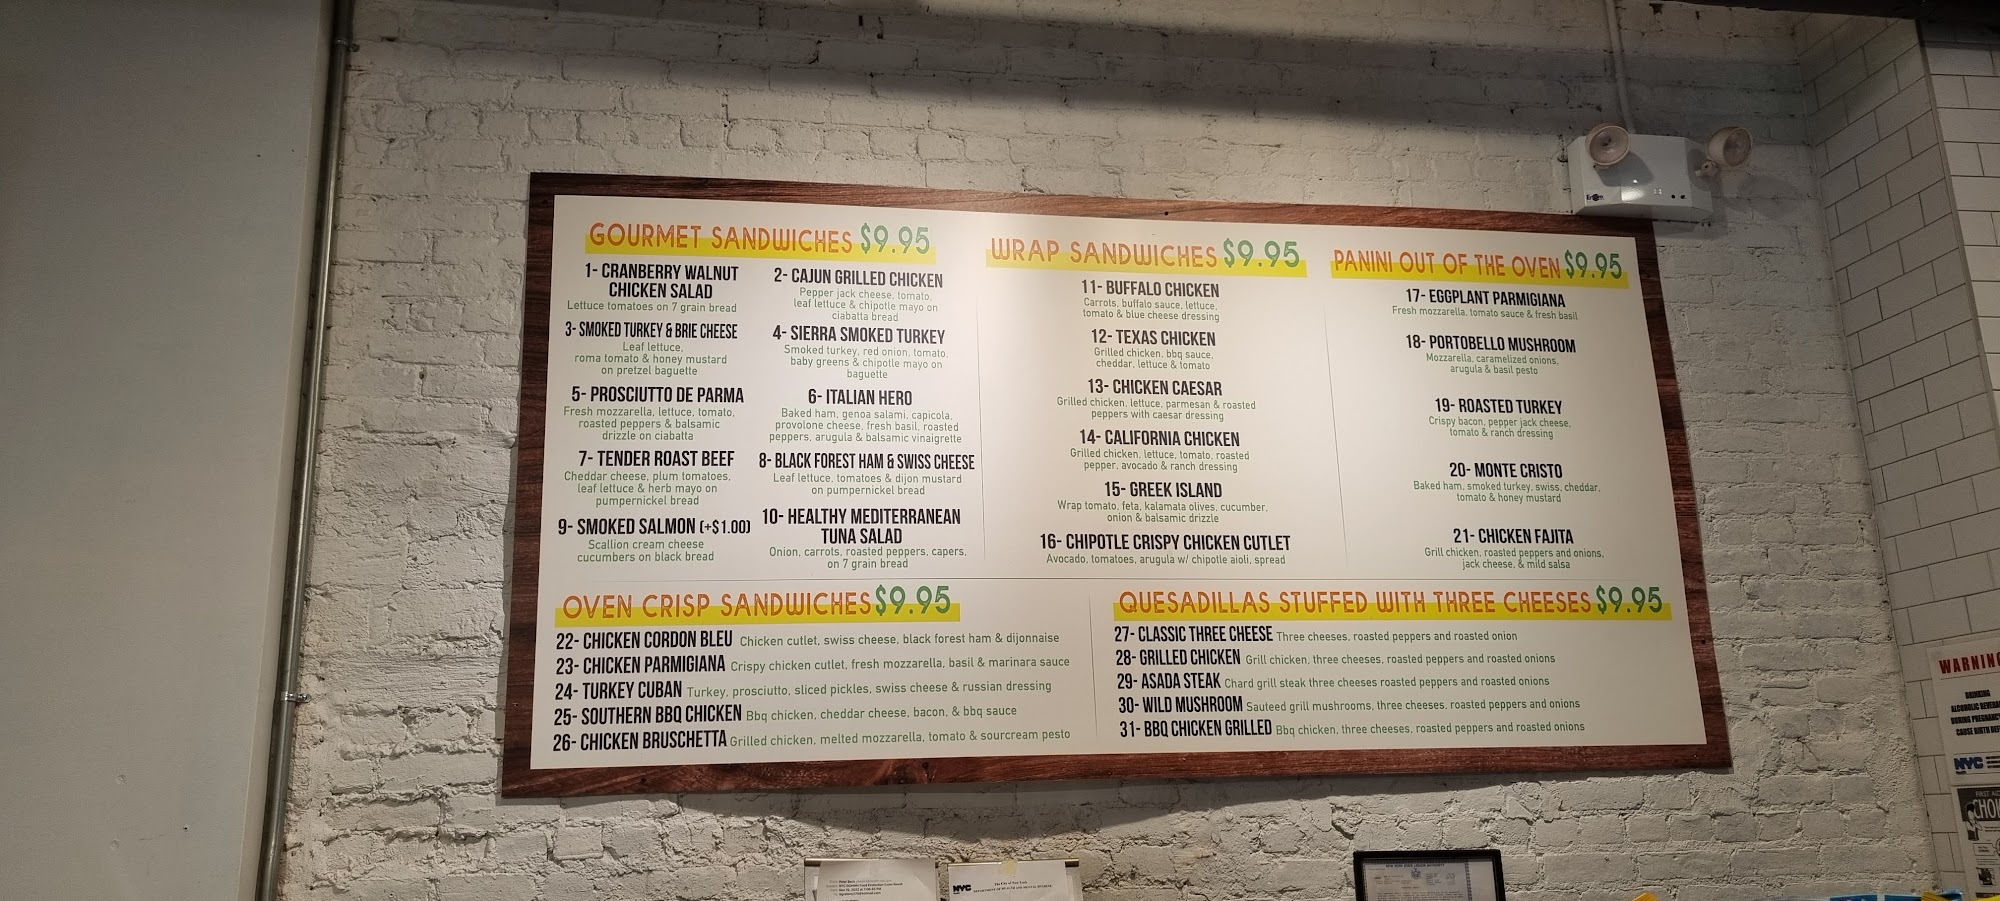 GOURMET SANDWICHES $9.95
1- CRANBERRY WALNUT
CHICKEN SALAD
Lettuce tomatoes on 7 grain bread
2- CAJUN GRILLED CHICKEN
Pepper jack cheese, tomato,
leaf lettuce & chipotle mayo on
ciabatta bread
3- SMOKED TURKEY & BRIE CHEESE
Leaf lettuce,
roma tomato & honey mustard
on pretzel baguette
4- SIERRA SMOKED TURKEY
Smoked turkey, red onion, tomato,
baby greens & chipotle mayo on
baguette
5- PROSCIUTTO DE PARMA
Fresh mozzarella, lettuce, tomato,
roasted peppers & balsamic
drizzle on ciabatta
6- ITALIAN HERO
Baked ham, genoa salami, capicola,
provolone cheese, fresh basil, roasted
peppers, arugula & balsamic vinaigrette
7- TENDER ROAST BEEF
Cheddar cheese, plum tomatoes,
leaf lettuce & herb mayo on
pumpernickel bread
8- BLACK FOREST HAM & SWISS CHEESE
Leaf lettuce, tomatoes & dijon mustard
on pumpernickel bread
9- SMOKED SALMON (+$1.00)
Scallion cream cheese
cucumbers on black bread
10- HEALTHY MEDITERRANEAN
TUNA SALAD
Onion, carrots, roasted peppers, capers,
on 7 grain bread
WRAP SANDWICHES $9.95
11- BUFFALO CHICKEN
Carrots, buffalo sauce, lettuce,
tomato & blue cheese dressing
12- TEXAS CHICKEN
Grilled chicken, bbq sauce,
cheddar, lettuce & tomato
13- CHICKEN CAESAR
Grilled chicken, lettuce, parmesan & roasted
peppers with caesar dressing
14- CALIFORNIA CHICKEN
Grilled chicken, lettuce, tomato, roasted
pepper, avocado & ranch dressing
15- GREEK ISLAND
Wrap tomato, feta, kalamata olives, cucumber,
onion & balsamic drizzle
16- CHIPOTLE CRISPY CHICKEN CUTLET
Avocado, tomatoes, arugula w/ chipotle aioli, spread
PANINI OUT OF THE OVEN $9.95
17- EGGPLANT PARMIGIANA
Fresh mozzarella, tomato sauce & fresh basil
18- PORTOBELLO MUSHROOM
Mozzarella, caramelized onions,
arugula & basil pesto
19- ROASTED TURKEY
Crispy bacon, pepper jack cheese,
tomato & ranch dressing
20- MONTE CRISTO
Baked ham, smoked turkey, swiss, cheddar,
tomato & honey mustard
21- CHICKEN FAJITA
Grill chicken, roasted peppers and onions,
jack cheese, & mild salsa
OVEN CRISP SANDWICHES $9.95
22- CHICKEN CORDON BLEU Chicken cutlet, swiss cheese, black forest ham & dijonnaise
23- CHICKEN PARMIGIANA Crispy chicken cutlet, fresh mozzarella, basil & marinara sauce
24- TURKEY CUBAN Turkey, prosciutto, sliced pickles, swiss cheese & russian dressing
25- SOUTHERN BBQ CHICKEN Bbq chicken, cheddar cheese, bacon, & bbq sauce
26- CHICKEN BRUSCHETTA Grilled chicken, melted mozzarella, tomato & sourcream pesto
QUESADILLAS STUFFED WITH THREE CHEESES $9.95
27- CLASSIC THREE CHEESE Three cheeses, roasted peppers and roasted onion
28- GRILLED CHICKEN Grill chicken, three cheeses, roasted peppers and roasted onions
29- ASADA STEAK Chard grill steak three cheeses roasted peppers and roasted onions
30- WILD MUSHROOM Sauteed grill mushrooms, three cheeses, roasted peppers and onions
31- BBQ CHICKEN GRILLED Bbq chicken, three cheeses, roasted peppers and roasted onions
WARNING
DRINKING
ALCOHOLIC
DURING
CAUSE BIRTH
NYC
FIRST
NYC
The City of New York